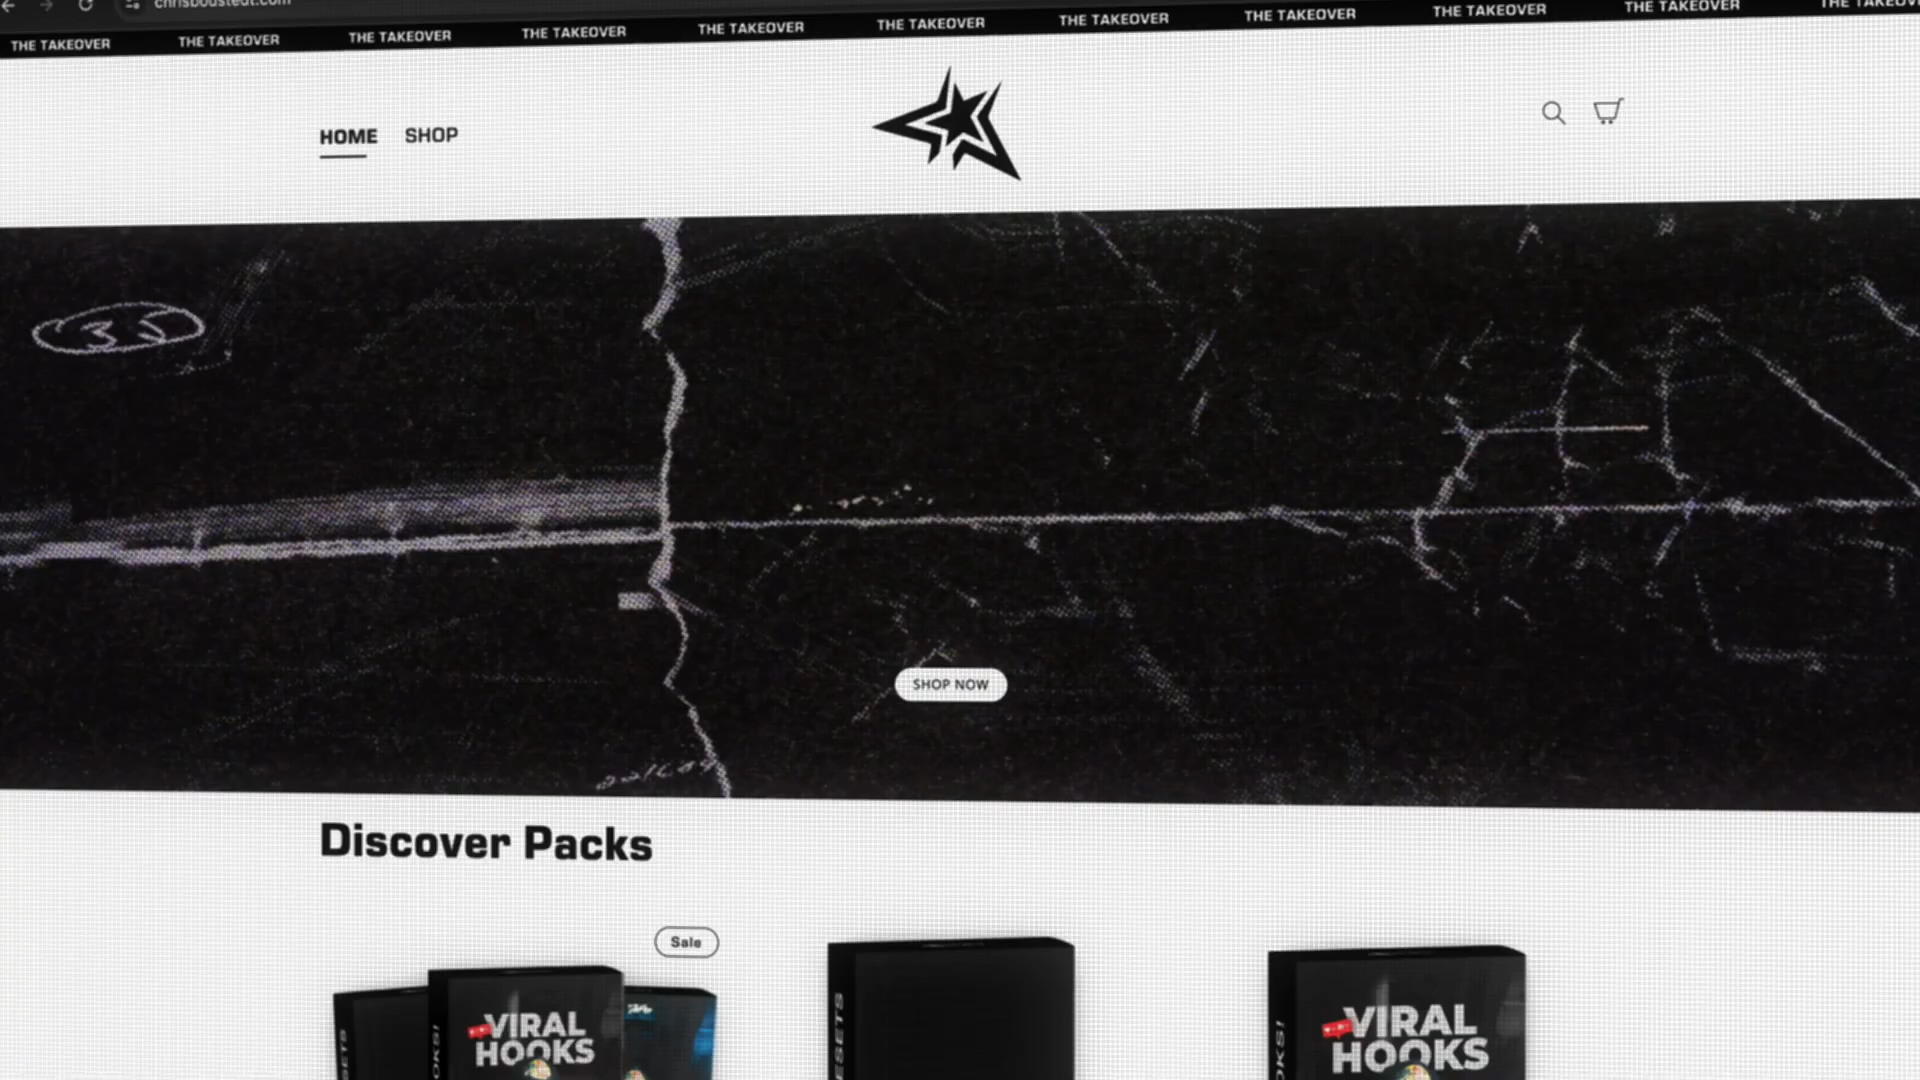 THE TAKEOVER THE TAKEOVER THE TAKEOVER THE TAKEOVER THE TAKEOVER THE TAKEOVER THE TAKEOVER THE TAKEOVER THE TAKEOVER THE TAKEOVER
HOME SHOP
35
SHOP NOW
Discover Packs
Sale
VIRAL
HOOKS
VIRAL
HOOKS